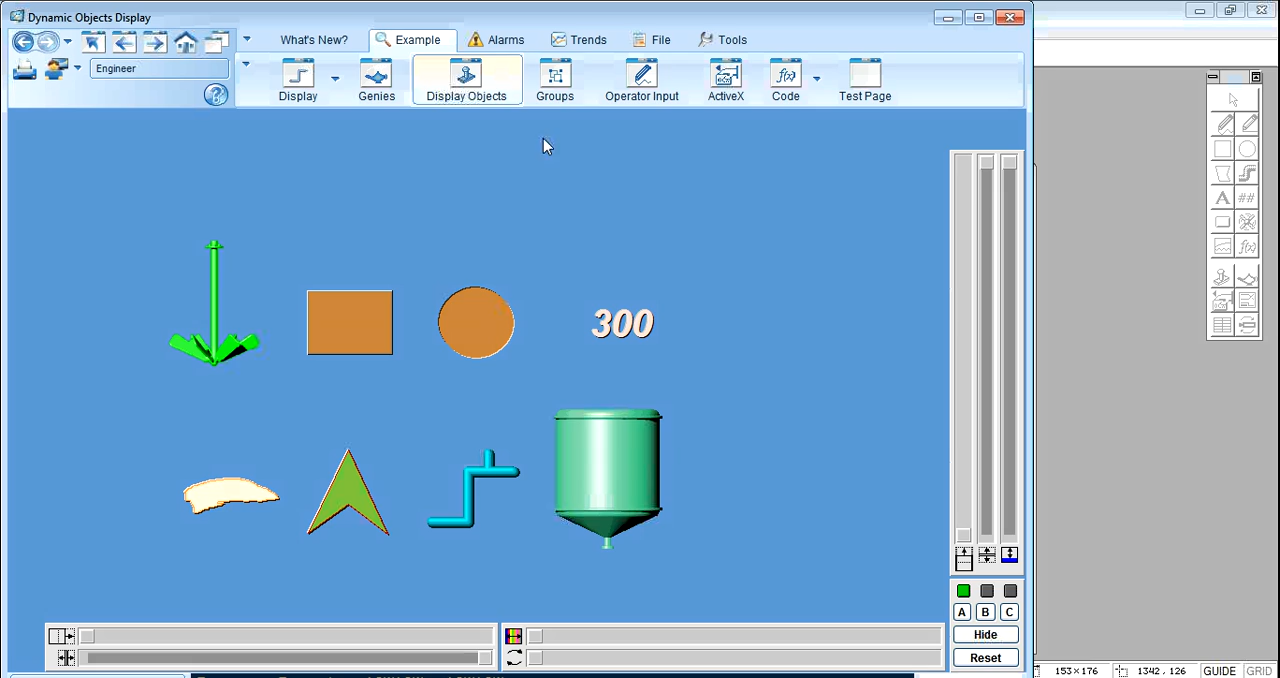 Dynamic Objects Display
What's New?
Example
Alarms
Trends
File
Tools
Engineer
Display
Genies
Display Objects
Groups
Operator Input
ActiveX
Code
Test Page
300
A B C
Hide
Reset
153×176
1342, 126
GUIDE
GRID